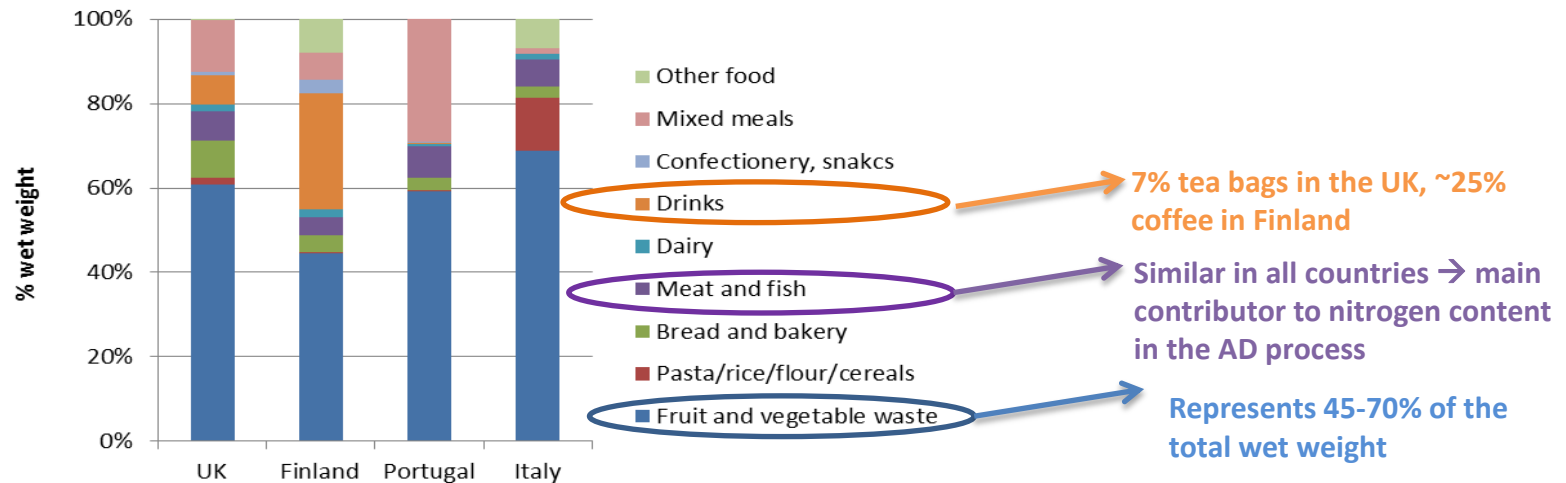 % wet weight
100%
80%
60%
40%
20%
0%
UK
Finland
Portugal
Italy
Other food
Mixed meals
Confectionery, snakcs
Drinks
Dairy
Meat and fish
Bread and bakery
Pasta/rice/flour/cereals
Fruit and vegetable waste
7% tea bags in the UK, ~25%
coffee in Finland
Similar in all countries → main
contributor to nitrogen content
in the AD process
Represents 45-70% of the
total wet weight